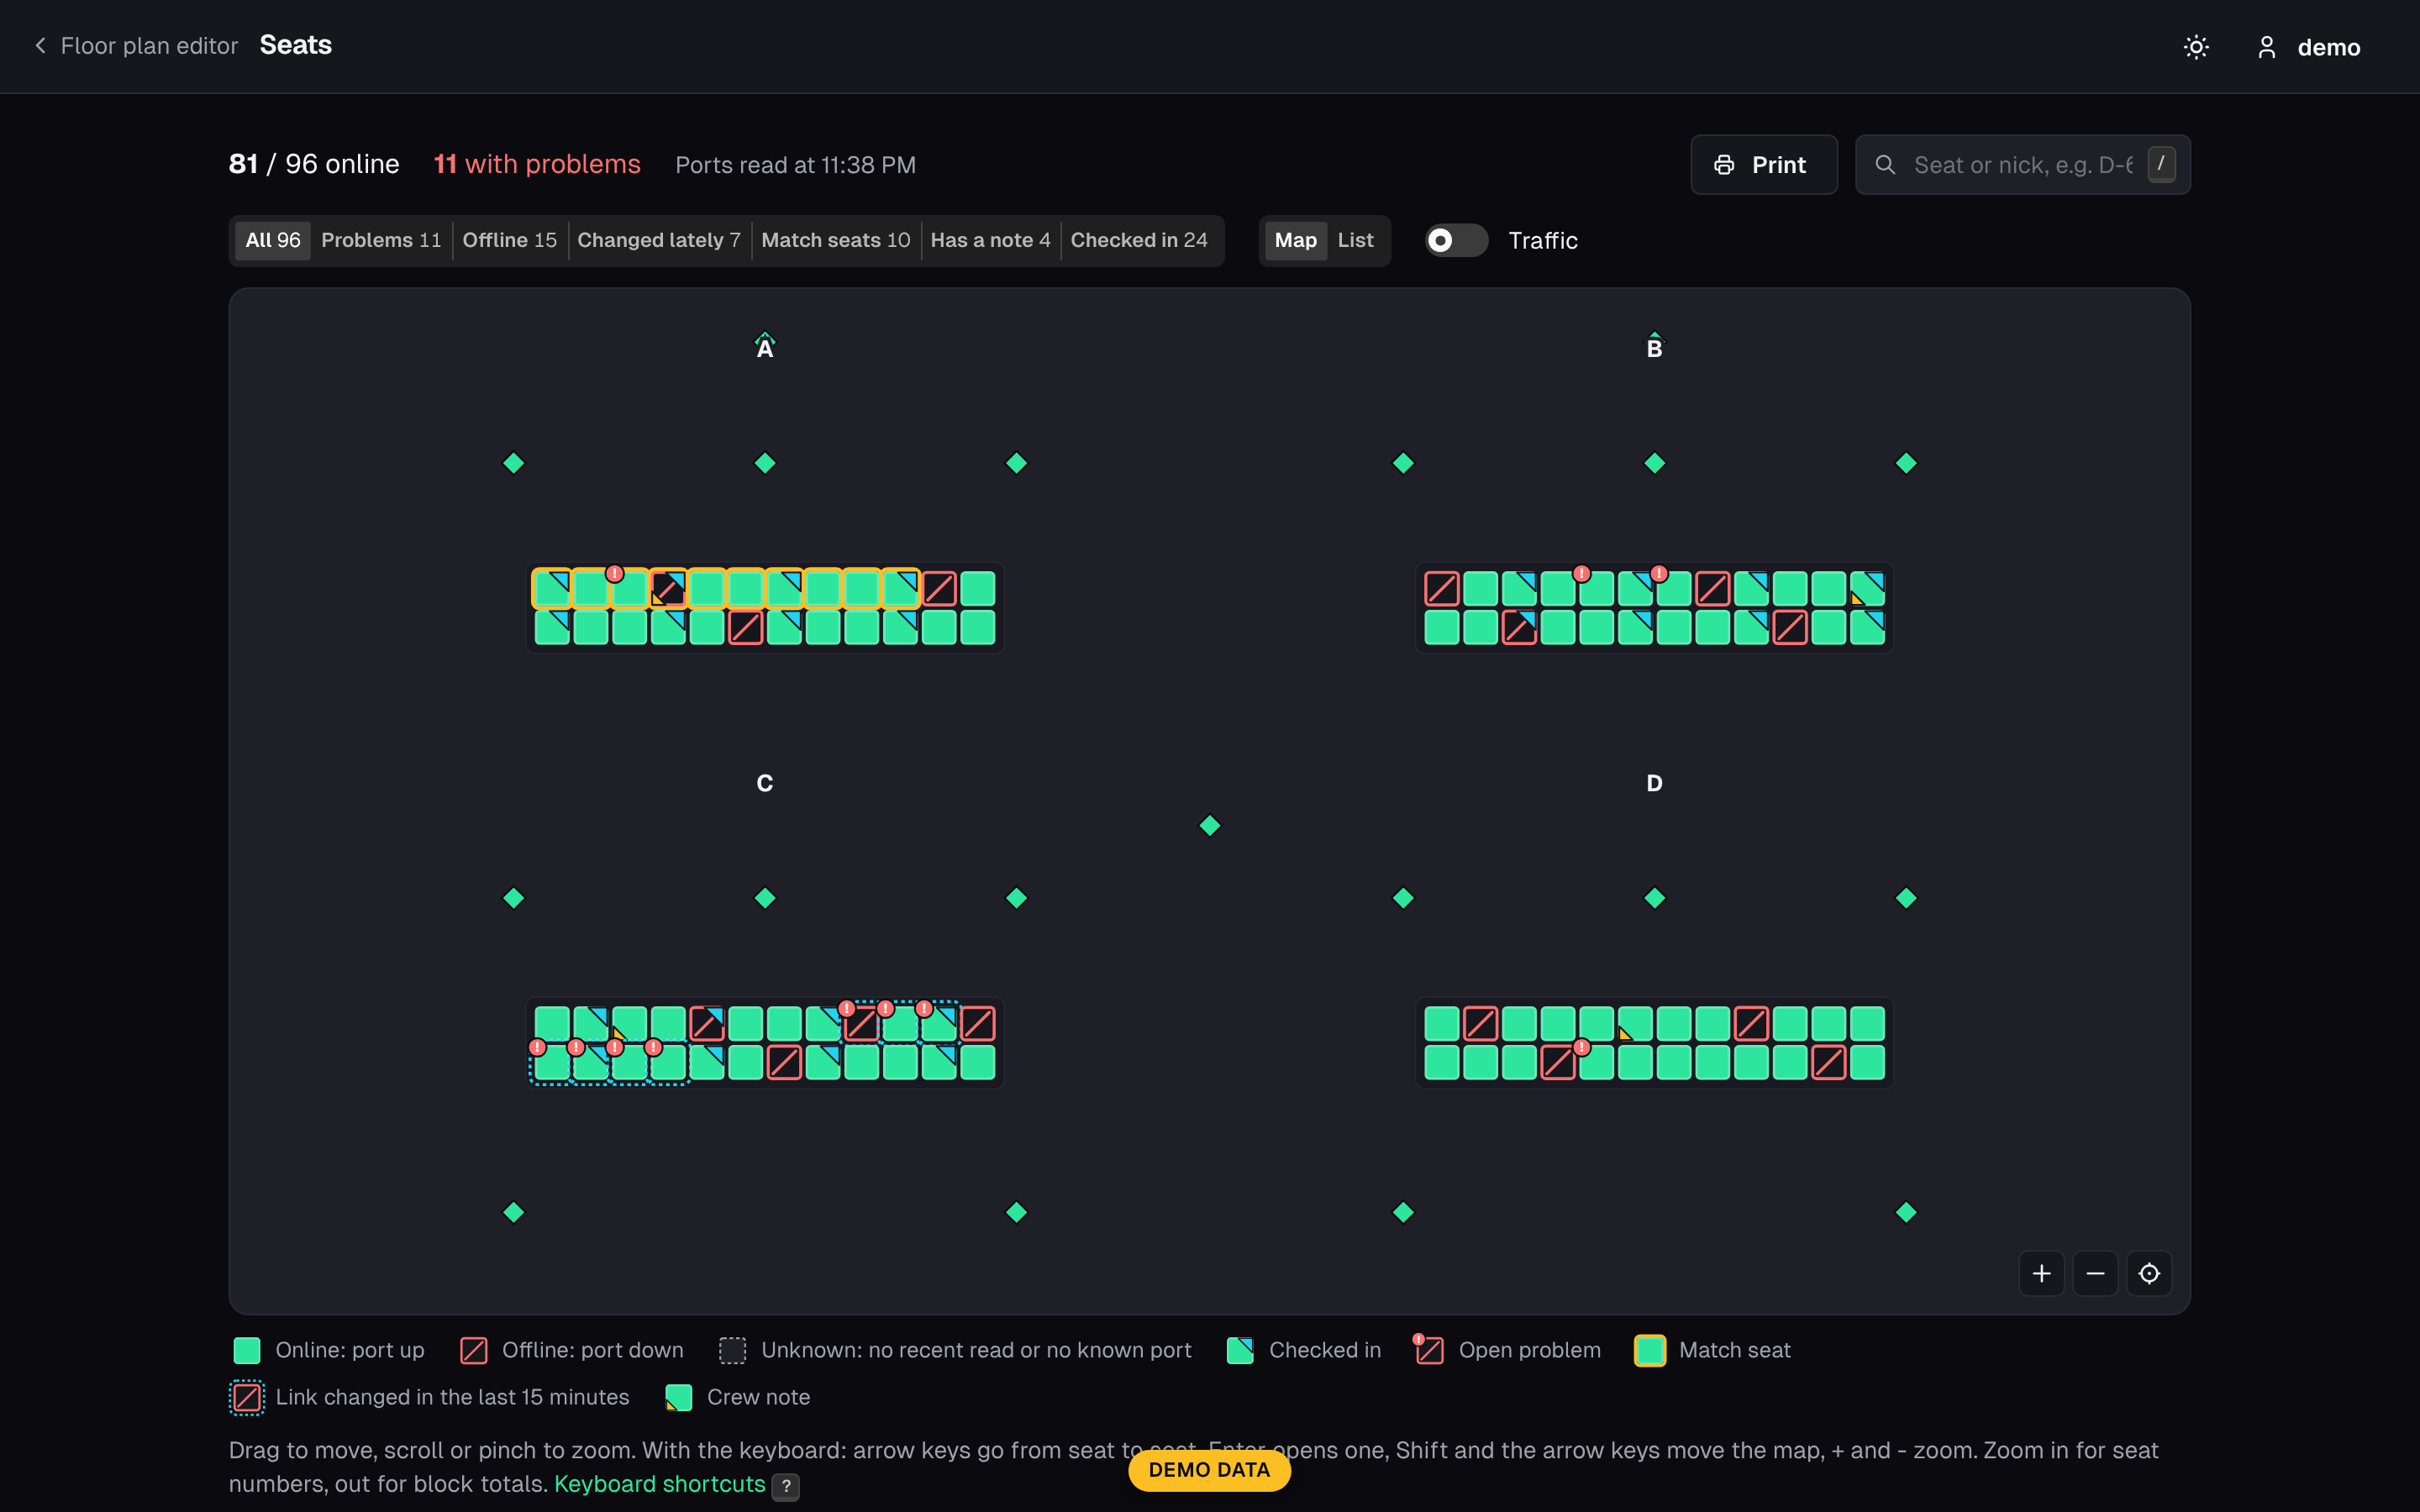 Floor plan editor Seats demo
81 / 96 online 11 with problems Ports read at 11:38 PM Print Seat or nick, e.g. D-6 /
All 96 Problems 11 Offline 15 Changed lately 7 Match seats 10 Has a note 4 Checked in 24 Map List Traffic
A B
C D
Online: port up Offline: port down Unknown: no recent read or no known port Checked in Open problem Match seat
Link changed in the last 15 minutes Crew note
Drag to move, scroll or pinch to zoom. With the keyboard: arrow keys go from seat to opens one, Shift and the arrow keys move the map, + and - zoom. Zoom in for seat
numbers, out for block totals. Keyboard shortcuts ?
DEMO DATA